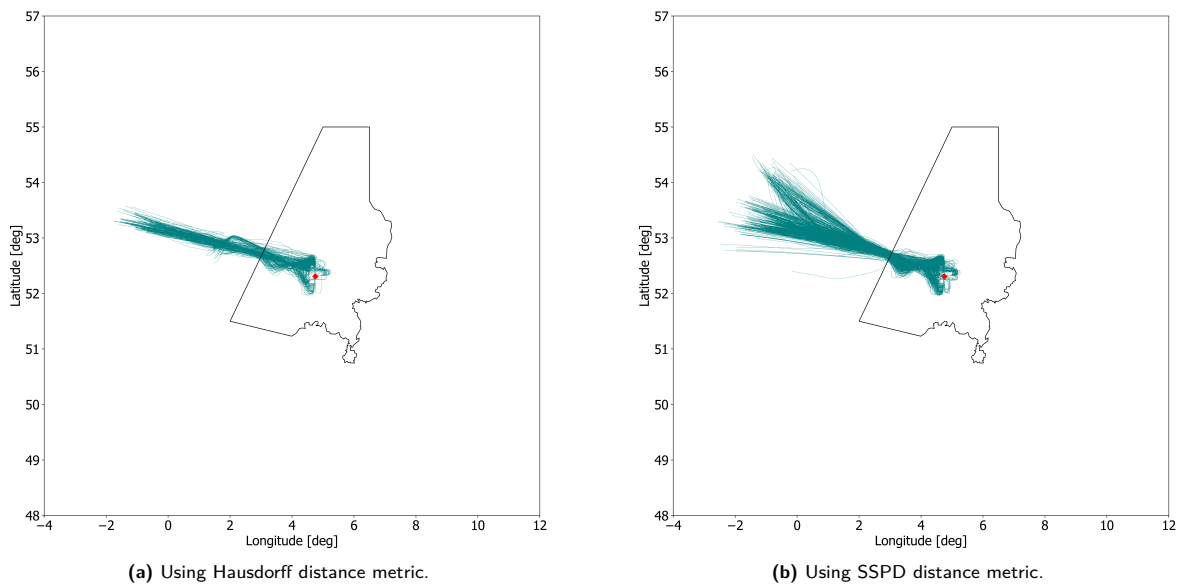 57
56
55
54
53
52
51
50
49
48
Latitude [deg]
−4 −2 0 2 4 6 8 10 12
Longitude [deg]
(a) Using Hausdorff distance metric.
57
56
55
54
53
52
51
50
49
48
Latitude [deg]
−4 −2 0 2 4 6 8 10 12
Longitude [deg]
(b) Using SSPD distance metric.